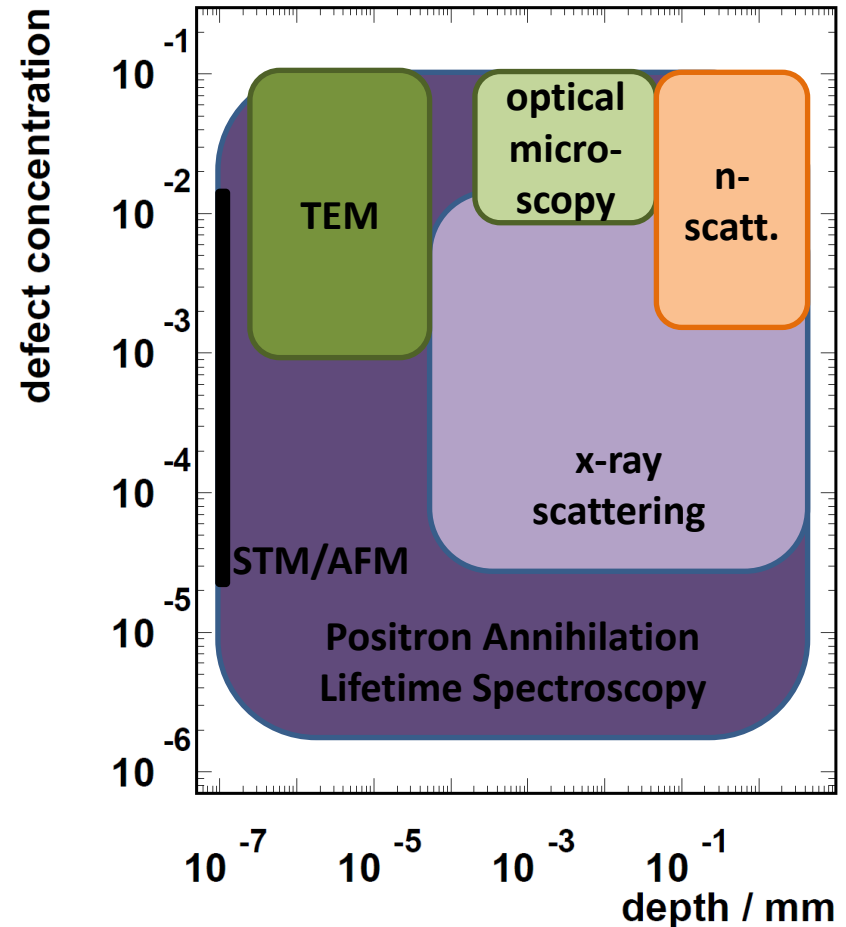 defect concentration
10 -1
10 -2
10 -3
10 -4
10 -5
10 -6
TEM
optical
micro-
scopy
n-
scatt.
x-ray
scattering
STM/AFM
Positron Annihilation
Lifetime Spectroscopy
10 -7
10 -5
10 -3
10 -1
depth / mm